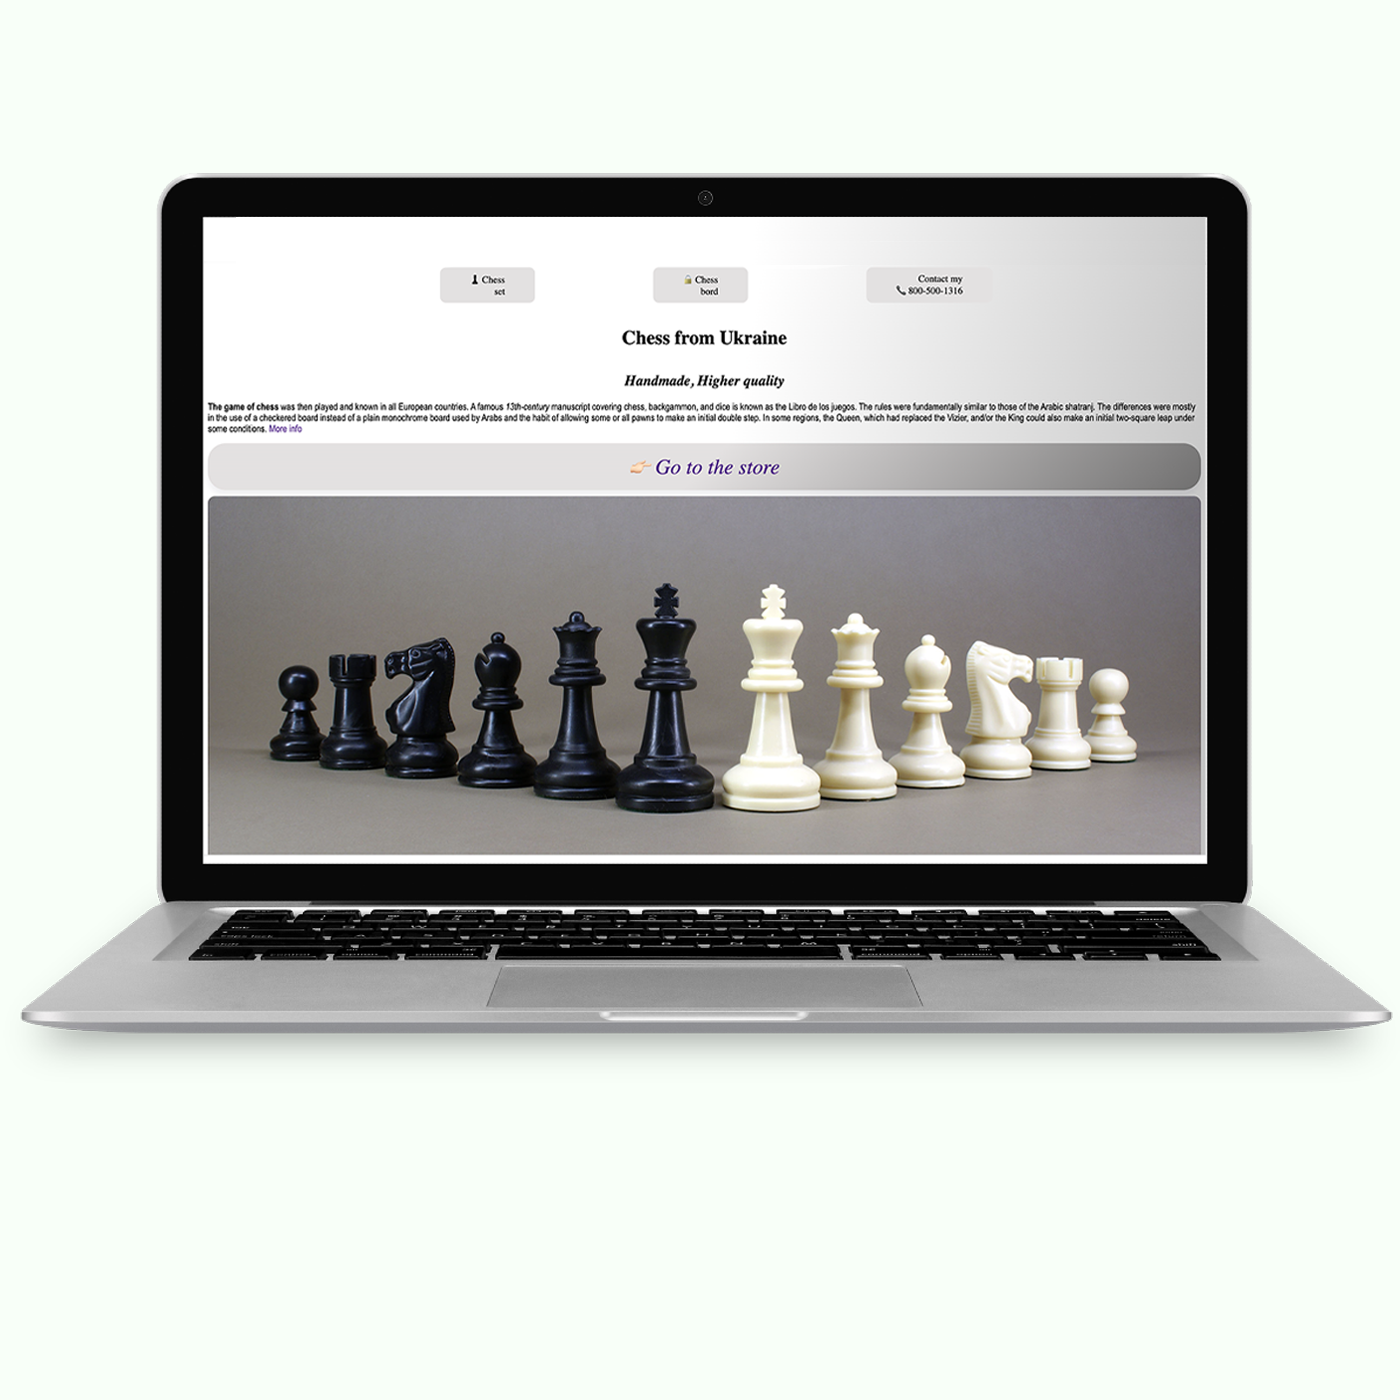 Chess
set
Chess
bord
Contact my
800-500-1316
Chess from Ukraine
Handmade, Higher quality
The game of chess was then played and known in all European countries. A famous 13th-century manuscript covering chess, backgammon, and dice is known as the Libro de los juegos. The rules were fundamentally similar to those of the Arabic shatranj. The differences were mostly
in the use of a checkered board instead of a plain monochrome board used by Arabs and the habit of allowing some or all pawns to make an initial double step. In some regions, the Queen, which had replaced the Vizier, and/or the King could also make an initial two-square leap under
some conditions. More info
Go to the store